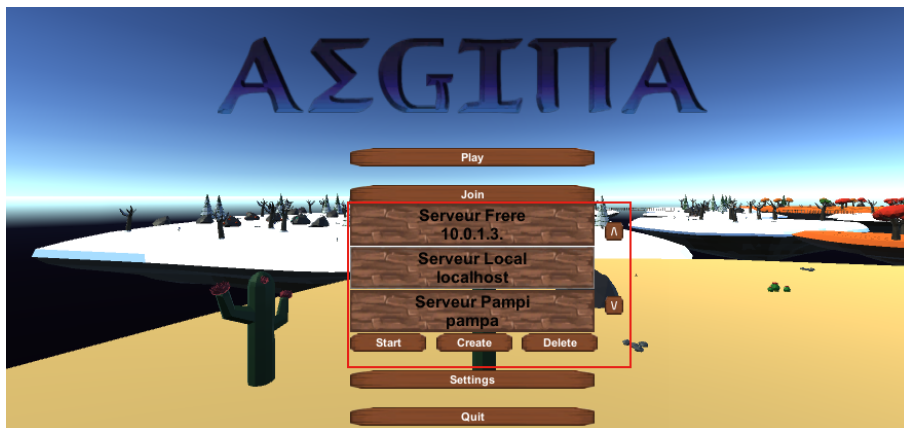 AΣGIΠA
Play
Join
Serveur Frere
10.0.1.3.
Λ
Serveur Local
localhost
Serveur Pampi
pampa
V
Start Create Delete
Settings
Quit